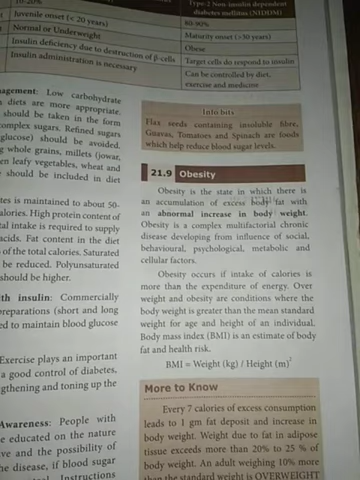 10-20%
Juvenile onset (< 20 years)
Normal or Underweight
Insulin deficiency due to destruction of β-cells
Insulin administration is necessary
Type-2 Non-insulin dependent
diabetes mellitus (NIDDM)
80-90%
Maturity onset (>30 years)
Obese
Target cells do respond to insulin
Can be controlled by diet,
exercise and medicine
Low carbohydrate
diets are more appropriate.
should be taken in the form
complex sugars. Refined sugars
glucose) should be avoided.
whole grains, millets (jowar,
leafy vegetables, wheat and
should be included in diet
is maintained to about 50-
calories. High protein content of
intake is required to supply
acids. Fat content in the diet
of the total calories. Saturated
be reduced. Polyunsaturated
should be higher.
insulin: Commercially
preparations (short and long
to maintain blood glucose
Exercise plays an important
a good control of diabetes,
and toning up the
Awareness: People with
educated on the nature
and the possibility of
disease, if blood sugar
Instructions
Info bits
Flax seeds containing insoluble fibre,
Guavas, Tomatoes and Spinach are foods
which help reduce blood sugar levels.
21.9 Obesity
Obesity is the state in which there is
an accumulation of excess body fat with
an abnormal increase in body weight.
Obesity is a complex multifactorial chronic
disease developing from influence of social,
behavioural, psychological, metabolic and
cellular factors.
Obesity occurs if intake of calories is
more than the expenditure of energy. Over
weight and obesity are conditions where the
body weight is greater than the mean standard
weight for age and height of an individual.
Body mass index (BMI) is an estimate of body
fat and health risk.
BMI = Weight (kg) / Height (m)²
More to Know
Every 7 calories of excess consumption
leads to 1 gm fat deposit and increase in
body weight. Weight due to fat in adipose
tissue exceeds more than 20% to 25 % of
body weight. An adult weighing 10% more
than the standard weight is OVERWEIGHT